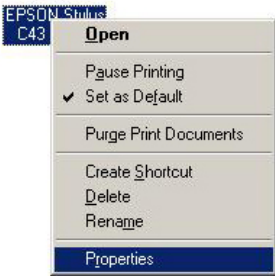 EPSON Stylus
C43
Open
Pause Printing
Set as Default
Purge Print Documents
Create Shortcut
Delete
Rename
Properties